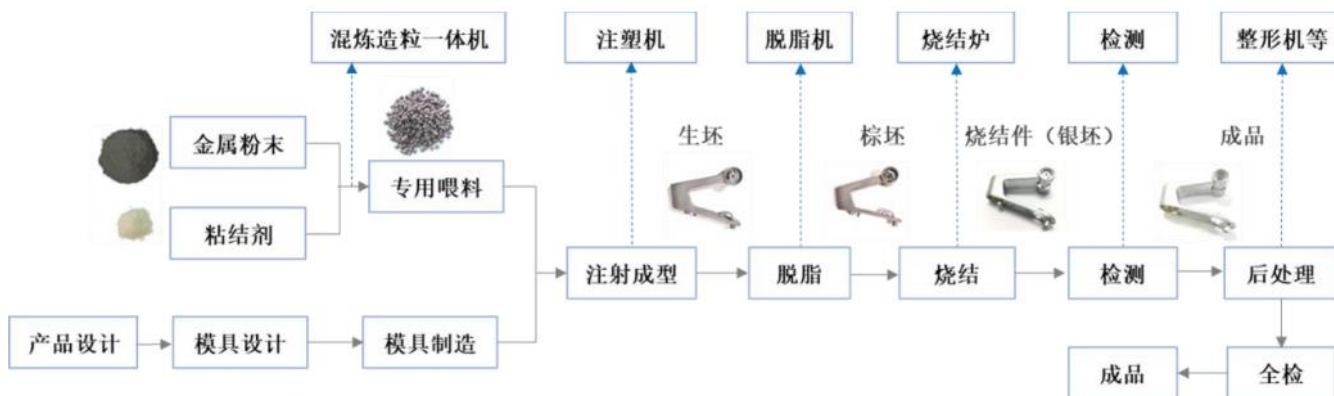 混炼造粒一体机
注塑机
脱脂机
烧结炉
检测
整形机等
金属粉末
粘结剂
专用喂料
生坯
棕坯
烧结件（银坯）
成品
注射成型
脱脂
烧结
检测
后处理
产品设计
模具设计
模具制造
成品
全检